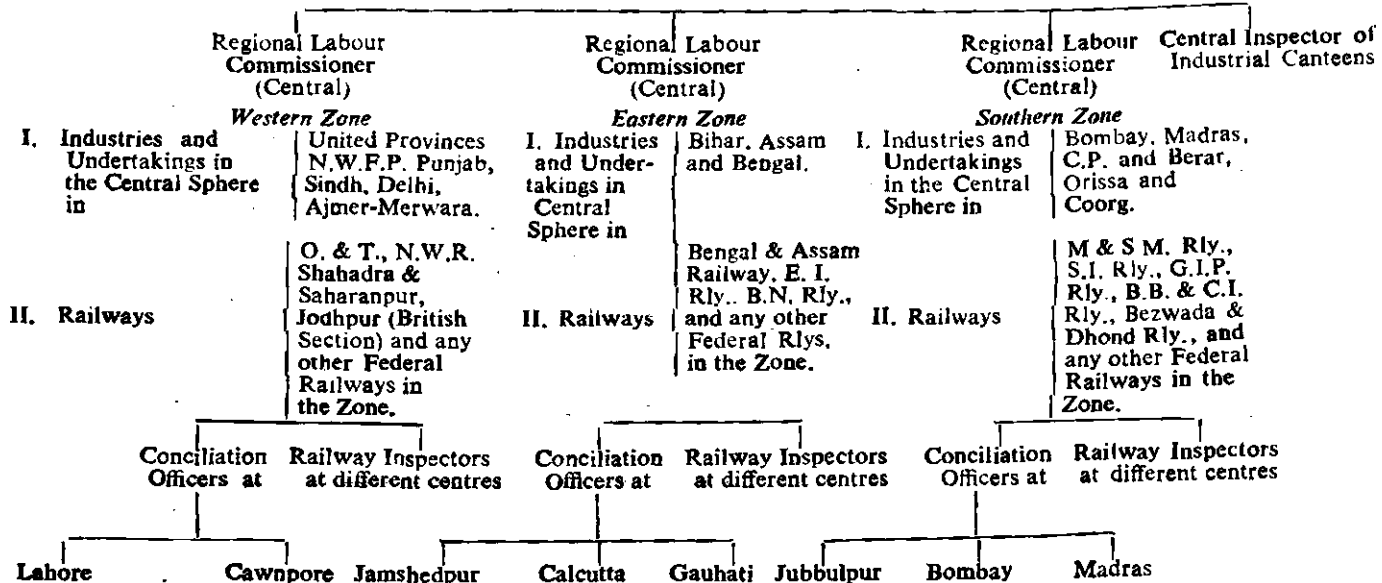 Regional Labour
Commissioner
(Central)
Western Zone
I. Industries and
Undertakings in
the Central Sphere
in
United Provinces
N.W.F.P. Punjab,
Sindh, Delhi,
Ajmer-Merwara.
II. Railways
O. & T., N.W.R.
Shahadra &
Saharanpur,
Jodhpur (British
Section) and any
other Federal
Railways in
the Zone.
Conciliation
Officers at
Railway Inspectors
at different centres
Lahore
Cawnpore
Regional Labour
Commissioner
(Central)
Eastern Zone
I. Industries
and Under-
takings in
Central
Sphere in
Bihar, Assam
and Bengal.
II. Railways
Bengal & Assam
Railway, E. I.
Rly.. B.N. Rly.,
and any other
Federal Rlys,
in the Zone.
Conciliation
Officers at
Railway Inspectors
at different centres
Jamshedpur
Calcutta
Gauhati
Regional Labour
Commissioner
(Central)
Southern Zone
I. Industries and
Undertakings
in the Central
Sphere in
Bombay, Madras,
C.P. and Berar,
Orissa and
Coorg.
II. Railways
M & S M. Rly.,
S.I. Rly., G.I.P.
Rly., B.B. & C.I.
Rly., Bezwada &
Dhond Rly., and
any other Federal
Railways in the
Zone.
Conciliation
Officers at
Railway Inspectors
at different centres
Jubbulpur
Bombay
Madras
Central Inspector of
Industrial Canteens